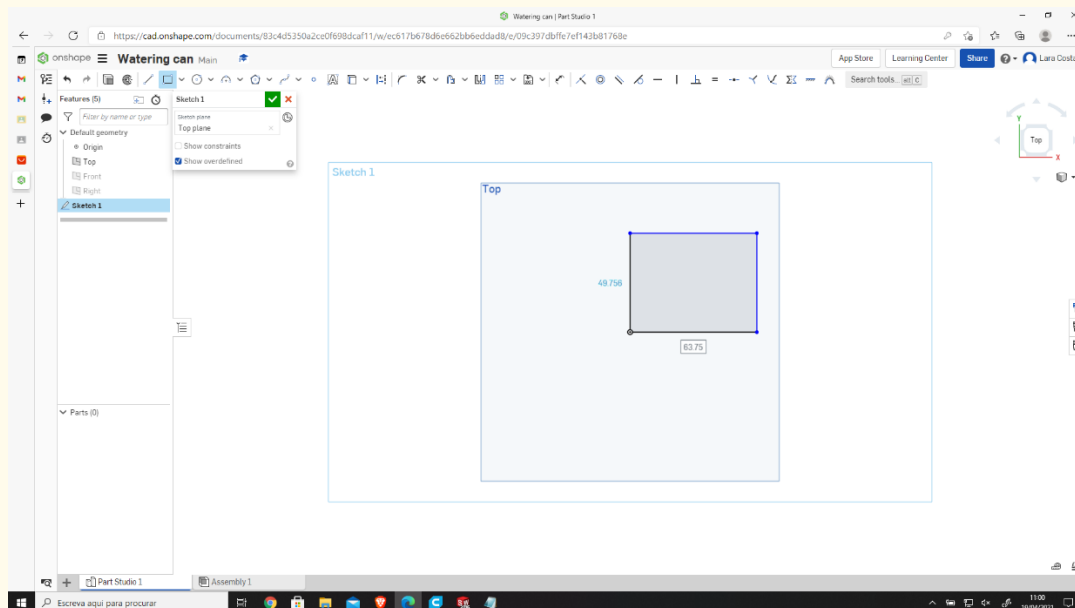 Watering can | Part Studio 1
https://cad.onshape.com/documents/83c4d5350a2ce0f698dcaf11/w/ec617b678d6e662bb6eddad8/e/09c397dbffe7ef143b81768e
onshape Watering can Main
App Store
Learning Center
Share
Lara Costa
Search tools...
alt C
Features (5)
Filter by name or type
Default geometry
Origin
Top
Front
Right
Sketch 1
Sketch 1
Sketch plane
Top plane
Show constraints
Show overdefined
Sketch 1
Top
49.756
63.75
Y
Top
X
Parts (0)
Part Studio 1
Assembly 1
Escreva aqui para procurar
11:00